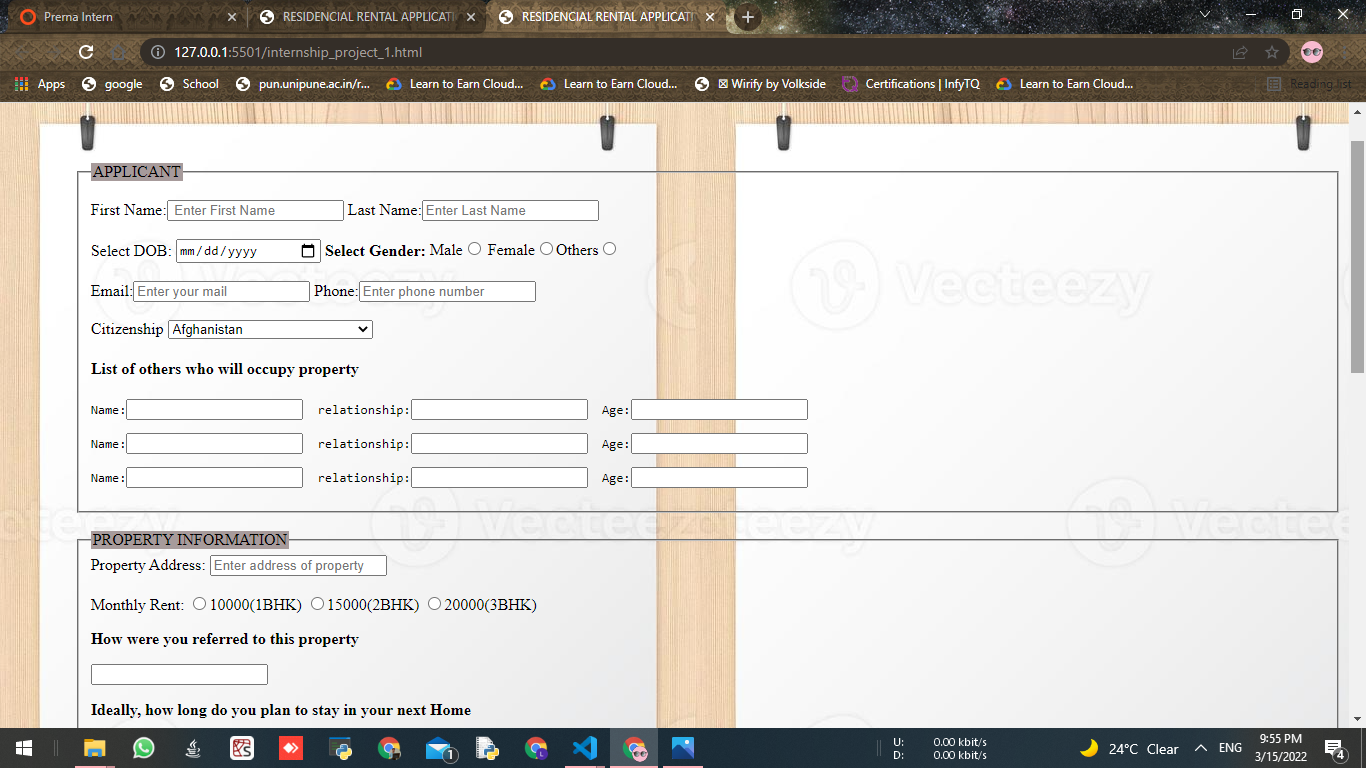 Prema Intern
RESIDENCIAL RENTAL APPLICATI
RESIDENCIAL RENTAL APPLICATI
127.0.0.1:5501/internship_project_1.html
Apps google School pun.unipune.ac.in/r... Learn to Earn Cloud... Learn to Earn Cloud... Wirify by Volkside Certifications | InfyTQ Learn to Earn Cloud... Reading list
APPLICANT
First Name: Enter First Name Last Name: Enter Last Name
Select DOB: mm/dd/yyyy Select Gender: Male Female Others
Email: Enter your mail Phone: Enter phone number
Citizenship Afghanistan
List of others who will occupy property
Name: relationship: Age:
Name: relationship: Age:
Name: relationship: Age:
Vecteezy
Vecteezy
PROPERTY INFORMATION
Property Address: Enter address of property
Monthly Rent: 10000(1BHK) 15000(2BHK) 20000(3BHK)
How were you referred to this property
Ideally, how long do you plan to stay in your next Home
U: 0.00 kbit/s
D: 0.00 kbit/s
24°C Clear
ENG
9:55 PM
3/15/2022
1
4